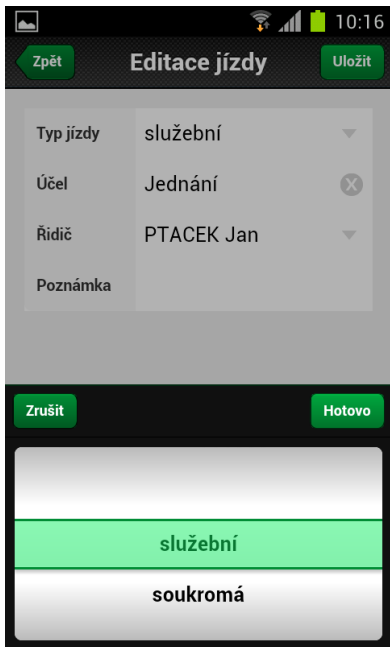 10:16
Zpět Editace jízdy Uložit
Typ jízdy služební
Účel Jednání
Řidič PTACEK Jan
Poznámka
Zrušit Hotovo
služební
soukromá